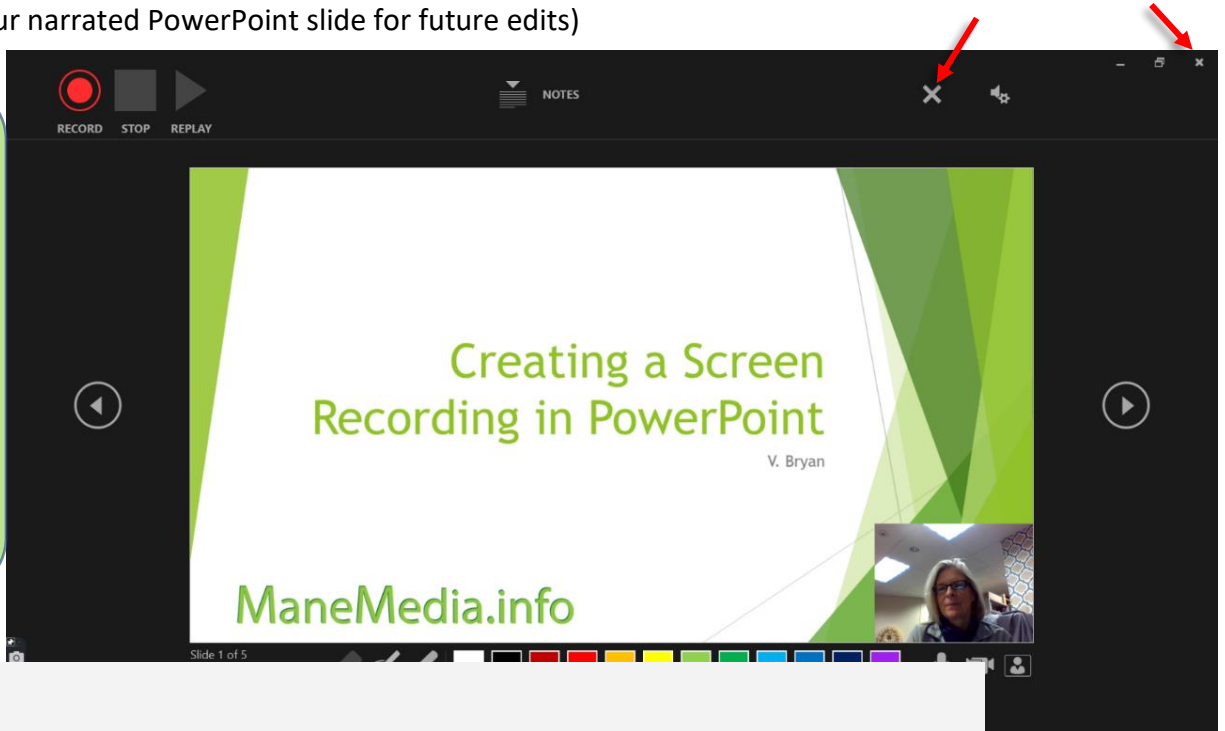 ur narrated PowerPoint slide for future edits)
NOTES
RECORD STOP REPLAY
Creating a Screen
Recording in PowerPoint
V. Bryan
ManeMedia.info
Slide 1 of 5